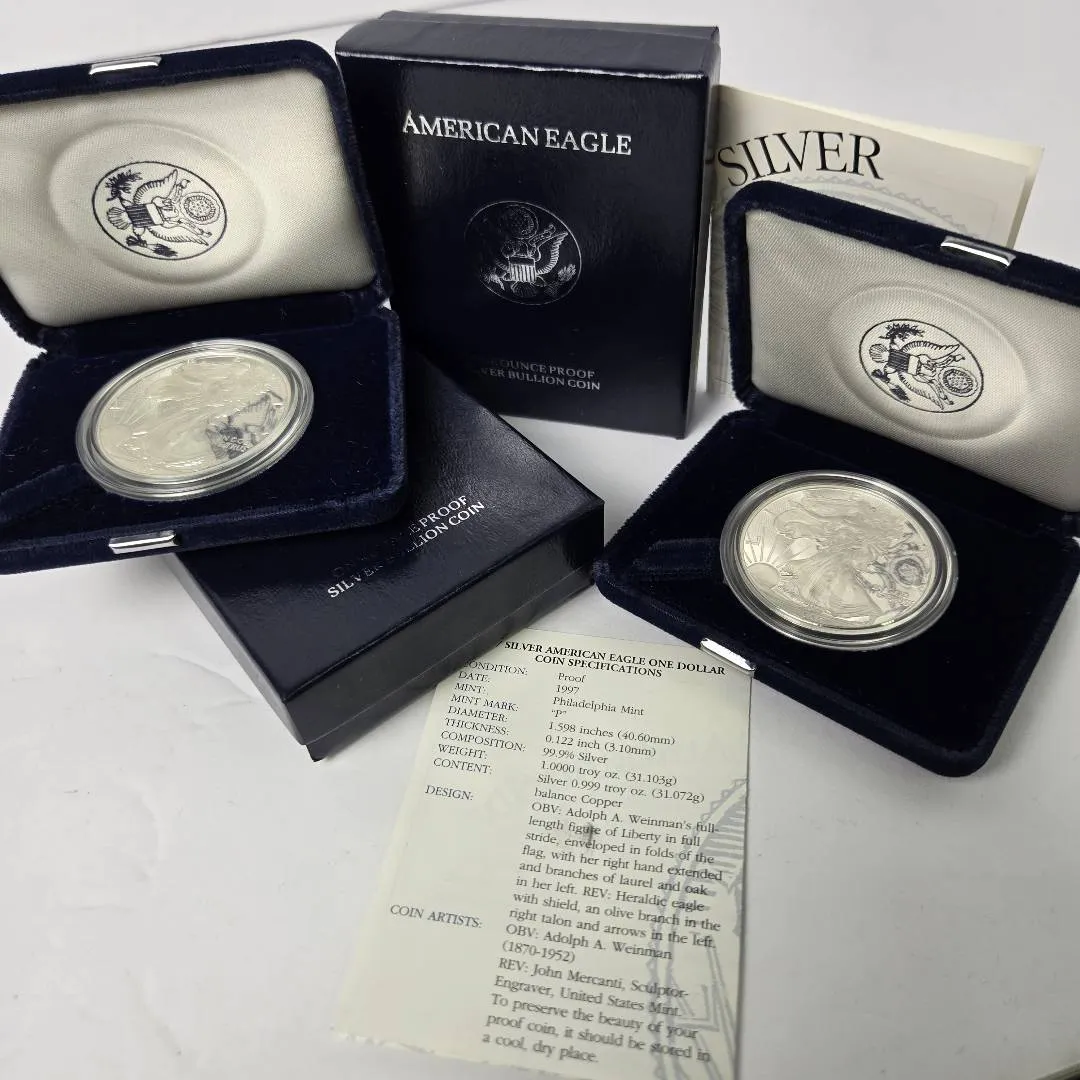 AMERICAN EAGLE
OUNCE PROOF
SILVER BULLION COIN
SILVER
PROOF
SILVER BULLION COIN
SILVER AMERICAN EAGLE ONE DOLLAR
COIN SPECIFICATIONS
CONDITION: Proof
DATE: 1997
MINT: Philadelphia Mint
MINT MARK: "P"
DIAMETER: 1.598 inches (40.60mm)
THICKNESS: 0.122 inch (3.10mm)
COMPOSITION: 99.9% Silver
WEIGHT: 1.0000 troy oz. (31.103g)
CONTENT: Silver 0.999 troy oz. (31.072g)
balance Copper
DESIGN: OBV: Adolph A. Weinman's full-
length figure of Liberty in full
stride, enveloped in folds of the
flag, with her right hand extended
and branches of laurel and oak
in her left. REV: Heraldic eagle
with shield, an olive branch in the
right talon and arrows in the left.
COIN ARTISTS: OBV: Adolph A. Weinman
(1870-1952)
REV: John Mercanti, Sculptor-
Engraver, United States Mint.
To preserve the beauty of your
proof coin, it should be stored in
a cool, dry place.